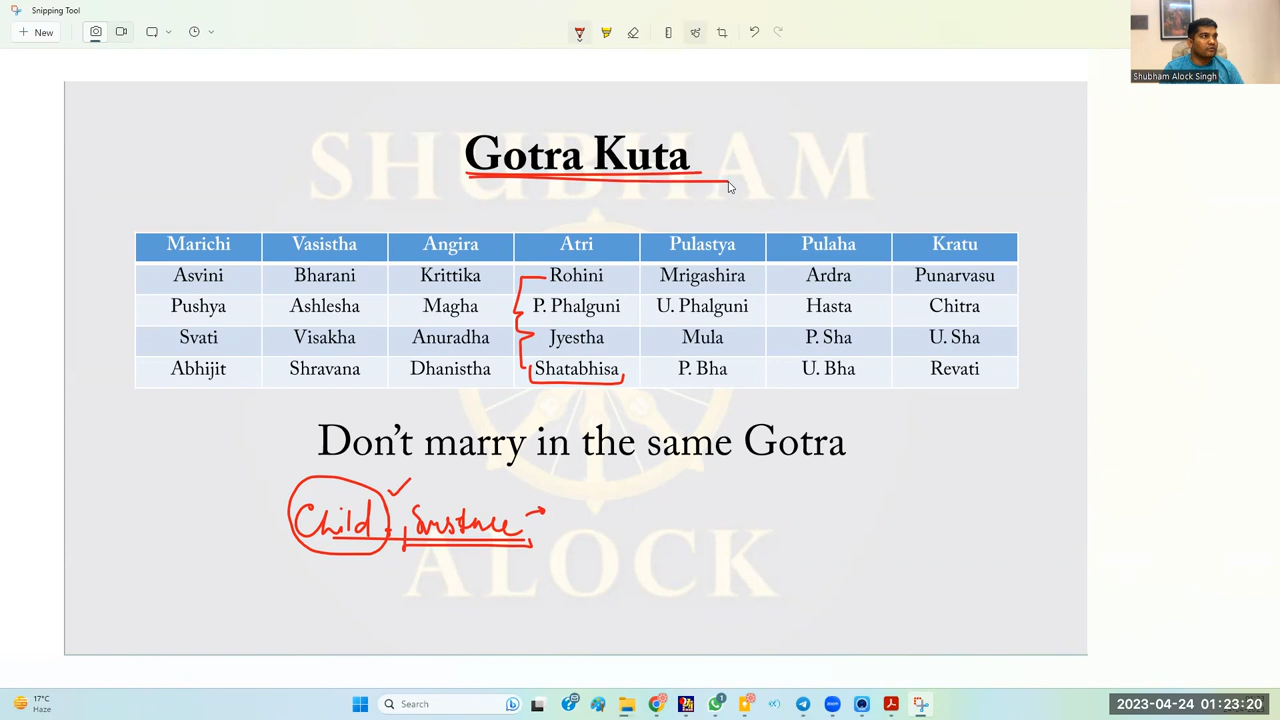 Snipping Tool
New
Shubham Alock Singh
SHUBHAM
Gotra Kuta
Marichi Vasistha Angira Atri Pulastya Pulaha Kratu
Asvini Bharani Krittika Rohini Mrigashira Ardra Punarvasu
Pushya Ashlesha Magha P. Phalguni U. Phalguni Hasta Chitra
Svati Visakha Anuradha Jyestha Mula P. Sha U. Sha
Abhijit Shravana Dhanistha Shatabhisa P. Bha U. Bha Revati
Don't marry in the same Gotra
Child
ALOCK
17°C
Haze
Search
2023-04-24 01:23:20